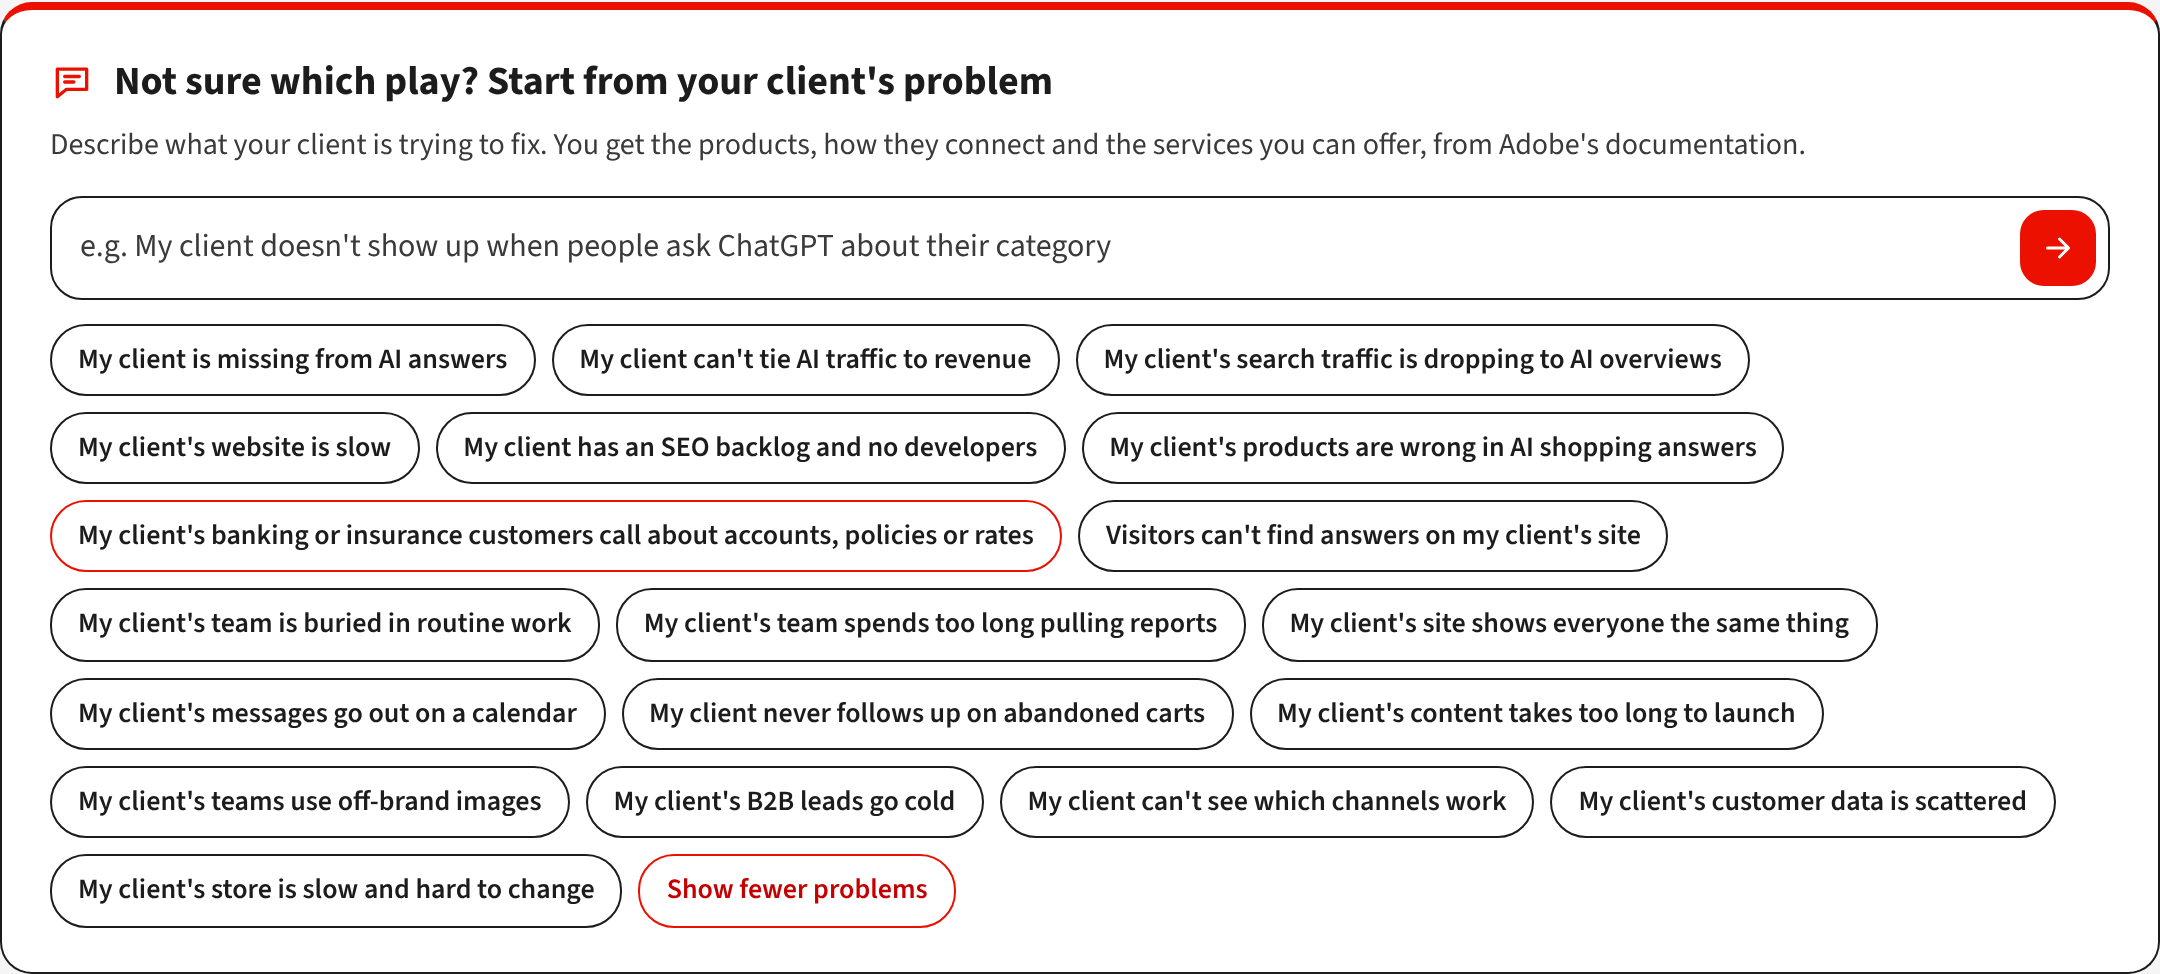 Not sure which play? Start from your client's problem
Describe what your client is trying to fix. You get the products, how they connect and the services you can offer, from Adobe's documentation.
e.g. My client doesn't show up when people ask ChatGPT about their category
My client is missing from AI answers
My client can't tie AI traffic to revenue
My client's search traffic is dropping to AI overviews
My client's website is slow
My client has an SEO backlog and no developers
My client's products are wrong in AI shopping answers
My client's banking or insurance customers call about accounts, policies or rates
Visitors can't find answers on my client's site
My client's team is buried in routine work
My client's team spends too long pulling reports
My client's site shows everyone the same thing
My client's messages go out on a calendar
My client never follows up on abandoned carts
My client's content takes too long to launch
My client's teams use off-brand images
My client's B2B leads go cold
My client can't see which channels work
My client's customer data is scattered
My client's store is slow and hard to change
Show fewer problems